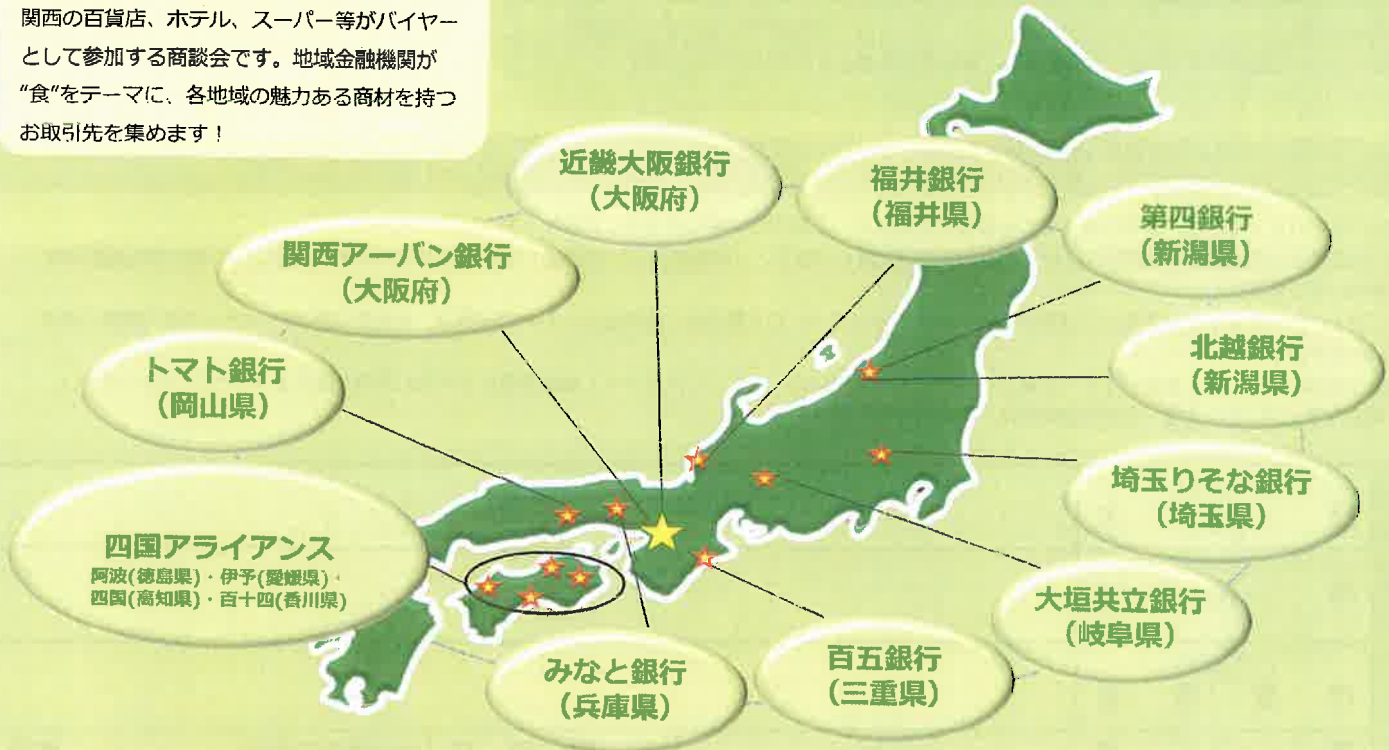 関西の百貨店、ホテル、スーパー等がバイヤー
として参加する商談会です。地域金融機関が
“食”をテーマに、各地域の魅力ある商材を持つ
お取引先を集めます！
近畿大阪銀行
（大阪府）
福井銀行
（福井県）
第四銀行
（新潟県）
関西アーバン銀行
（大阪府）
北越銀行
（新潟県）
トマト銀行
（岡山県）
埼玉りそな銀行
（埼玉県）
四国アライアンス
阿波(徳島県)・伊予(愛媛県)・
四国(高知県)・百十四(香川県)
大垣共立銀行
（岐阜県）
みなと銀行
（兵庫県）
百五銀行
（三重県）